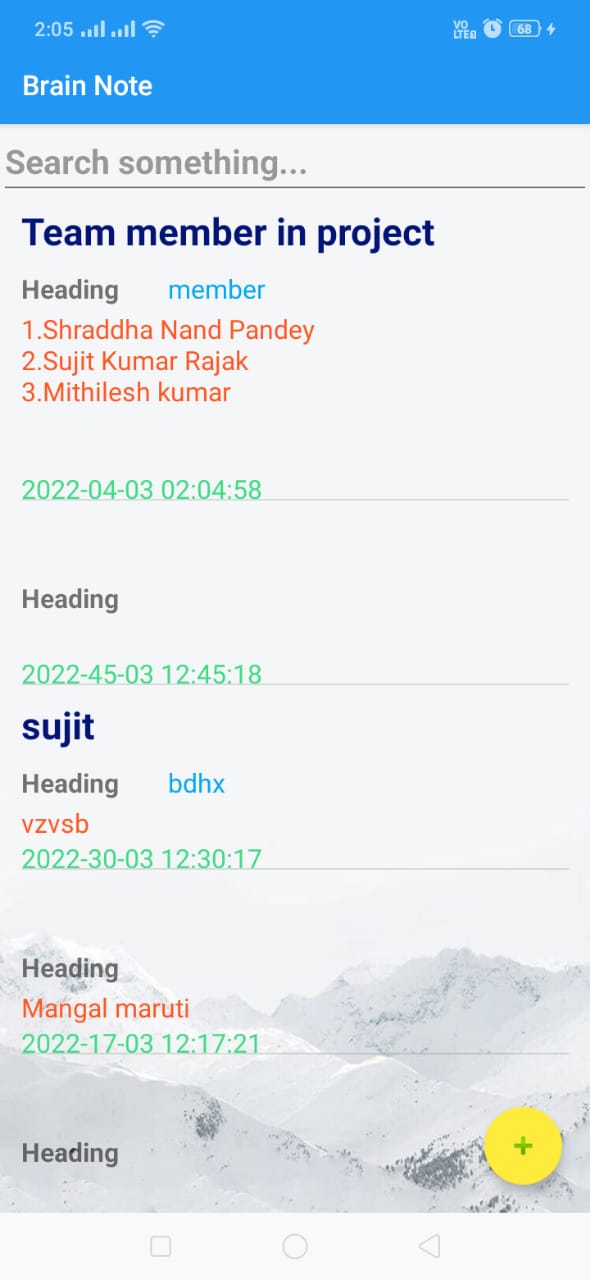 2:05
VO LTE2 68
Brain Note
Search something...
Team member in project
Heading member
1.Shraddha Nand Pandey
2.Sujit Kumar Rajak
3.Mithilesh kumar
2022-04-03 02:04:58
Heading
2022-45-03 12:45:18
sujit
Heading bdhx
vzvsb
2022-30-03 12:30:17
Heading
Mangal maruti
2022-17-03 12:17:21
Heading
+